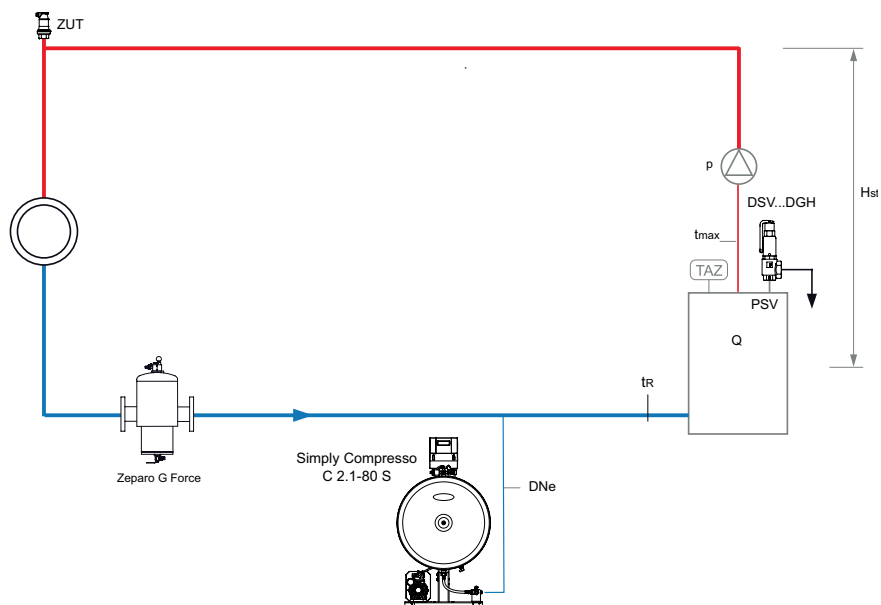 ZUT
p
Hst
DSV...DGH
tmax
TAZ
PSV
Q
tR
Zeparo G Force
Simply Compresso
C 2.1-80 S
DNe